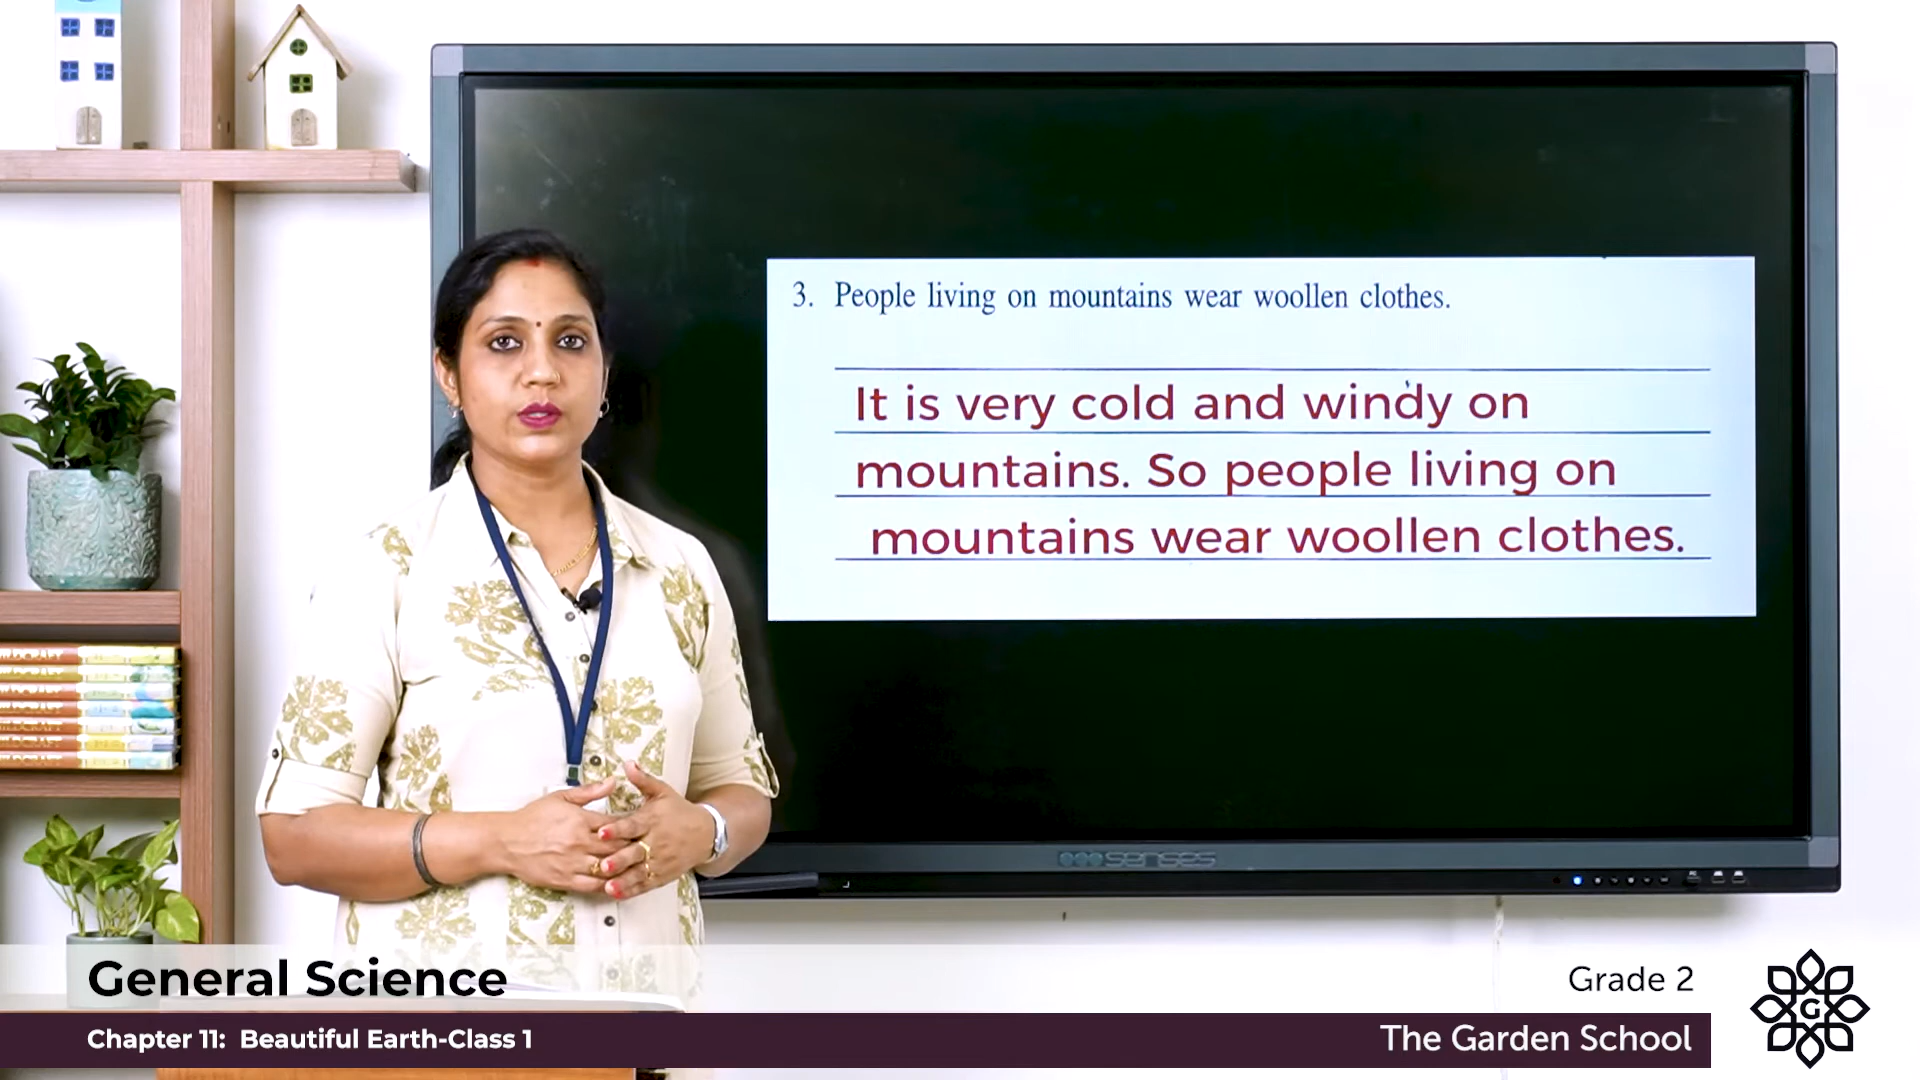 3. People living on mountains wear woollen clothes.
It is very cold and windy on
mountains. So people living on
mountains wear woollen clothes.
senses
General Science
Grade 2
Chapter 11: Beautiful Earth-Class 1
The Garden School
G